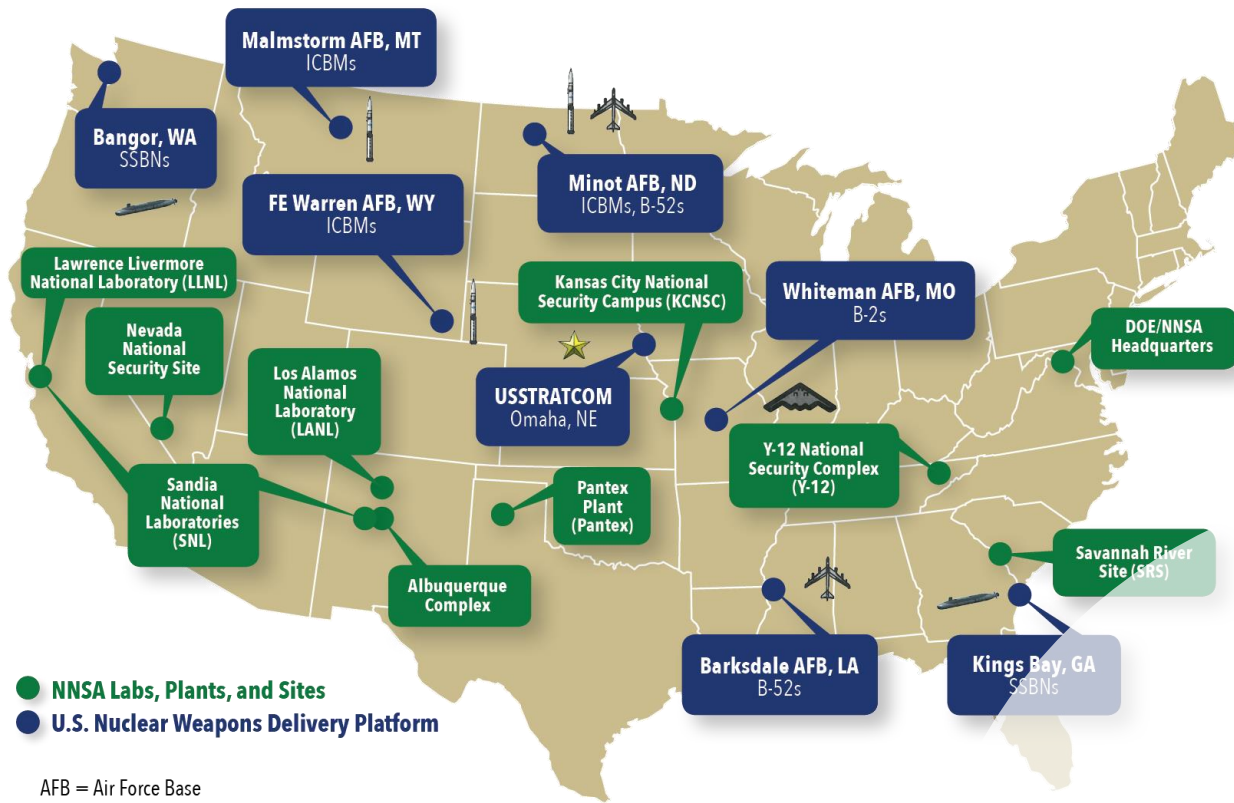 Malmstorm AFB, MT
ICBMs
Bangor, WA
SSBNs
Minot AFB, ND
ICBMs, B-52s
FE Warren AFB, WY
ICBMs
Lawrence Livermore
National Laboratory (LLNL)
Kansas City National
Security Campus (KCNSC)
Whiteman AFB, MO
B-2s
Nevada
National
Security Site
DOE/NNSA
Headquarters
Los Alamos
National
Laboratory
(LANL)
USSTRATCOM
Omaha, NE
Y-12 National
Security Complex
(Y-12)
Sandia
National
Laboratories
(SNL)
Pantex
Plant
(Pantex)
Savannah River
Site (SRS)
Albuquerque
Complex
Barksdale AFB, LA
B-52s
Kings Bay, GA
SSBNs
NNSA Labs, Plants, and Sites
U.S. Nuclear Weapons Delivery Platform
AFB = Air Force Base